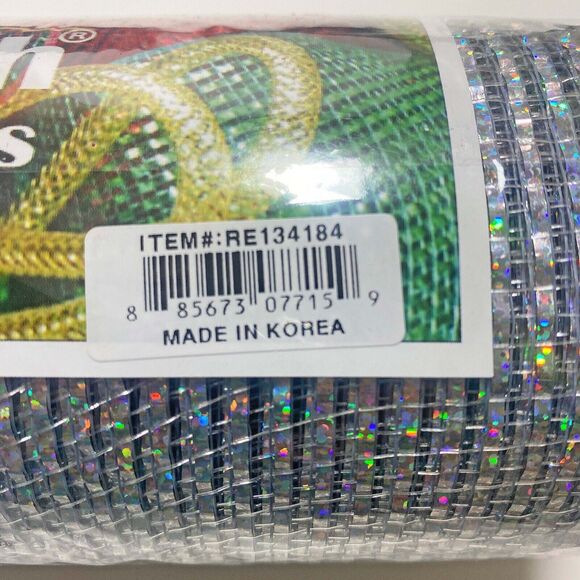 h®
s
ITEM#:RE134184
8 85673 07715 9
MADE IN KOREA